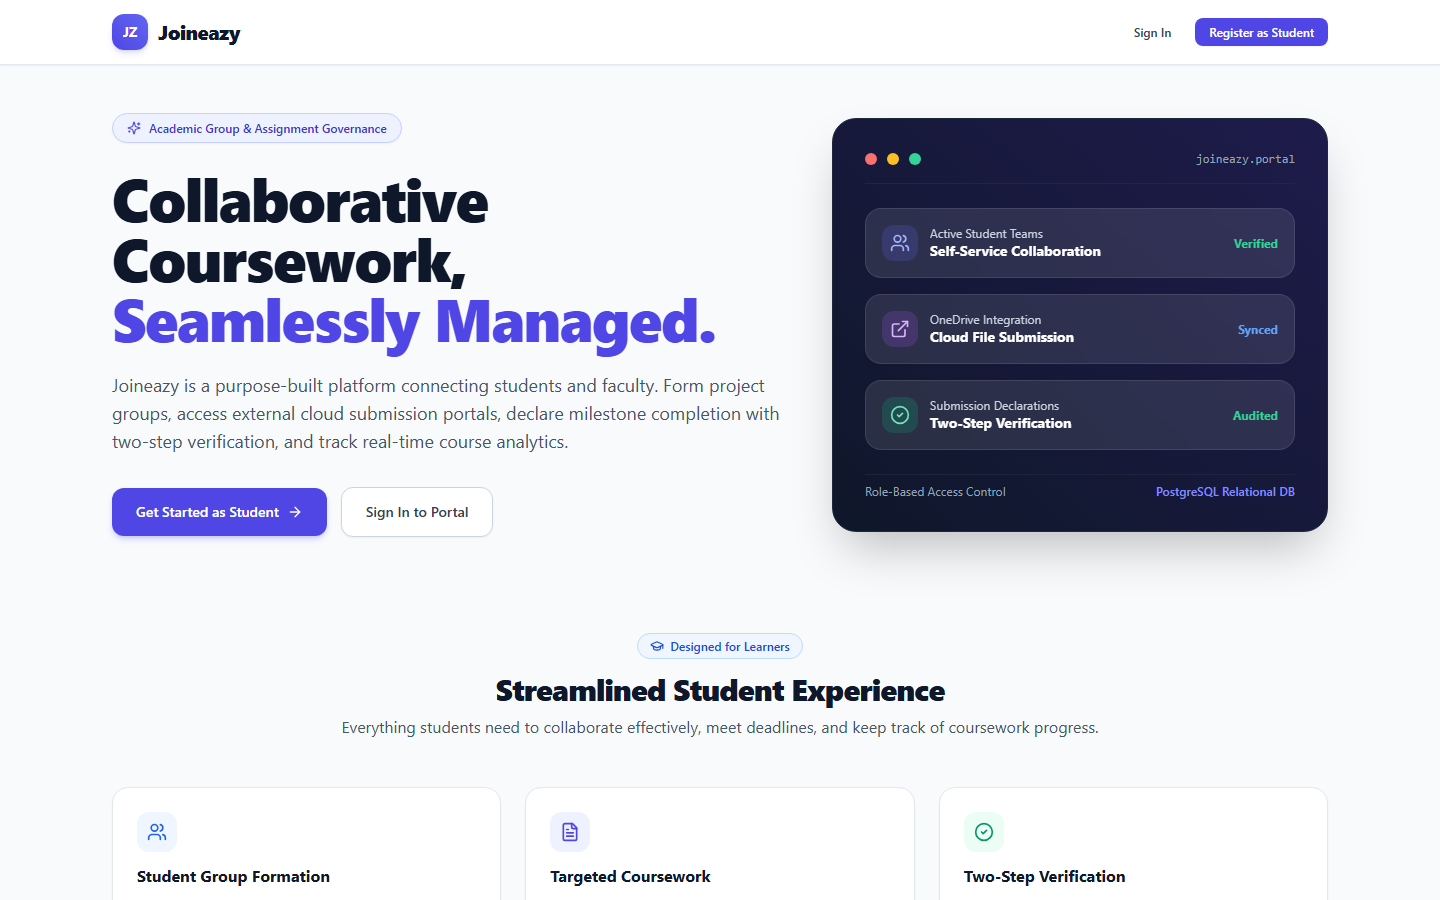 JZ
Joineazy
Sign In
Register as Student
Academic Group & Assignment Governance
Collaborative
Coursework,
Seamlessly Managed.
Joineazy is a purpose-built platform connecting students and faculty. Form project
groups, access external cloud submission portals, declare milestone completion with
two-step verification, and track real-time course analytics.
Get Started as Student
Sign In to Portal
joineazy.portal
Active Student Teams
Self-Service Collaboration
Verified
OneDrive Integration
Cloud File Submission
Synced
Submission Declarations
Two-Step Verification
Audited
Role-Based Access Control
PostgreSQL Relational DB
Designed for Learners
Streamlined Student Experience
Everything students need to collaborate effectively, meet deadlines, and keep track of coursework progress.
Student Group Formation
Targeted Coursework
Two-Step Verification